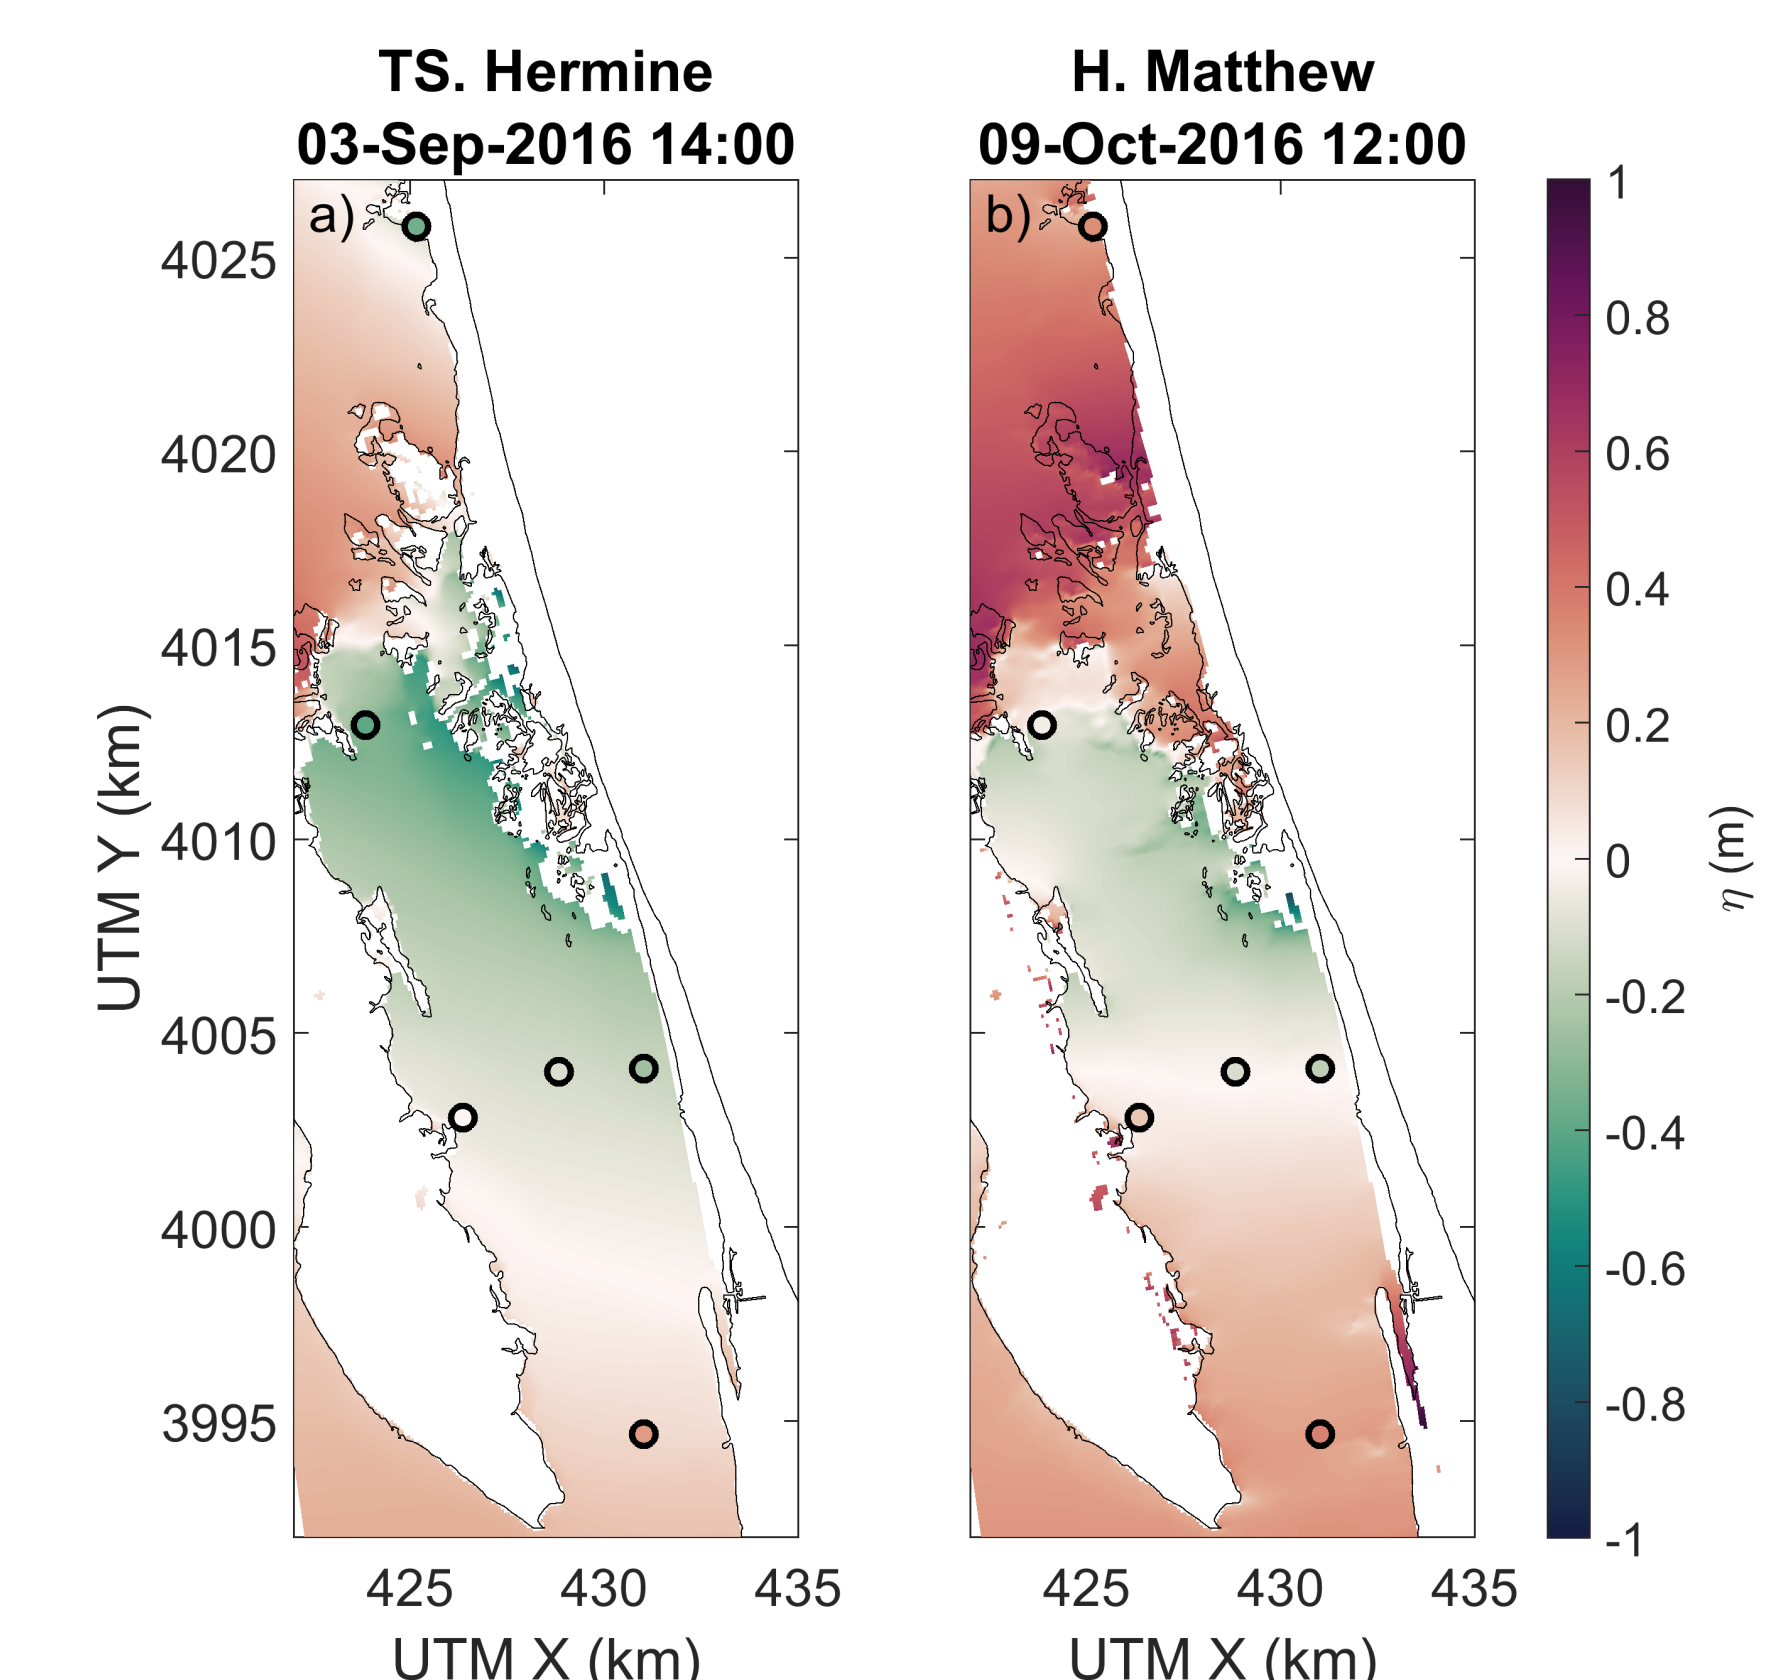 TS. Hermine
03-Sep-2016 14:00
H. Matthew
09-Oct-2016 12:00
a)
b)
4025
4020
4015
4010
4005
4000
3995
UTM Y (km)
425
430
435
UTM X (km)
425
430
435
UTM X (km)
1
0.8
0.6
0.4
0.2
0
-0.2
-0.4
-0.6
-0.8
-1
η (m)